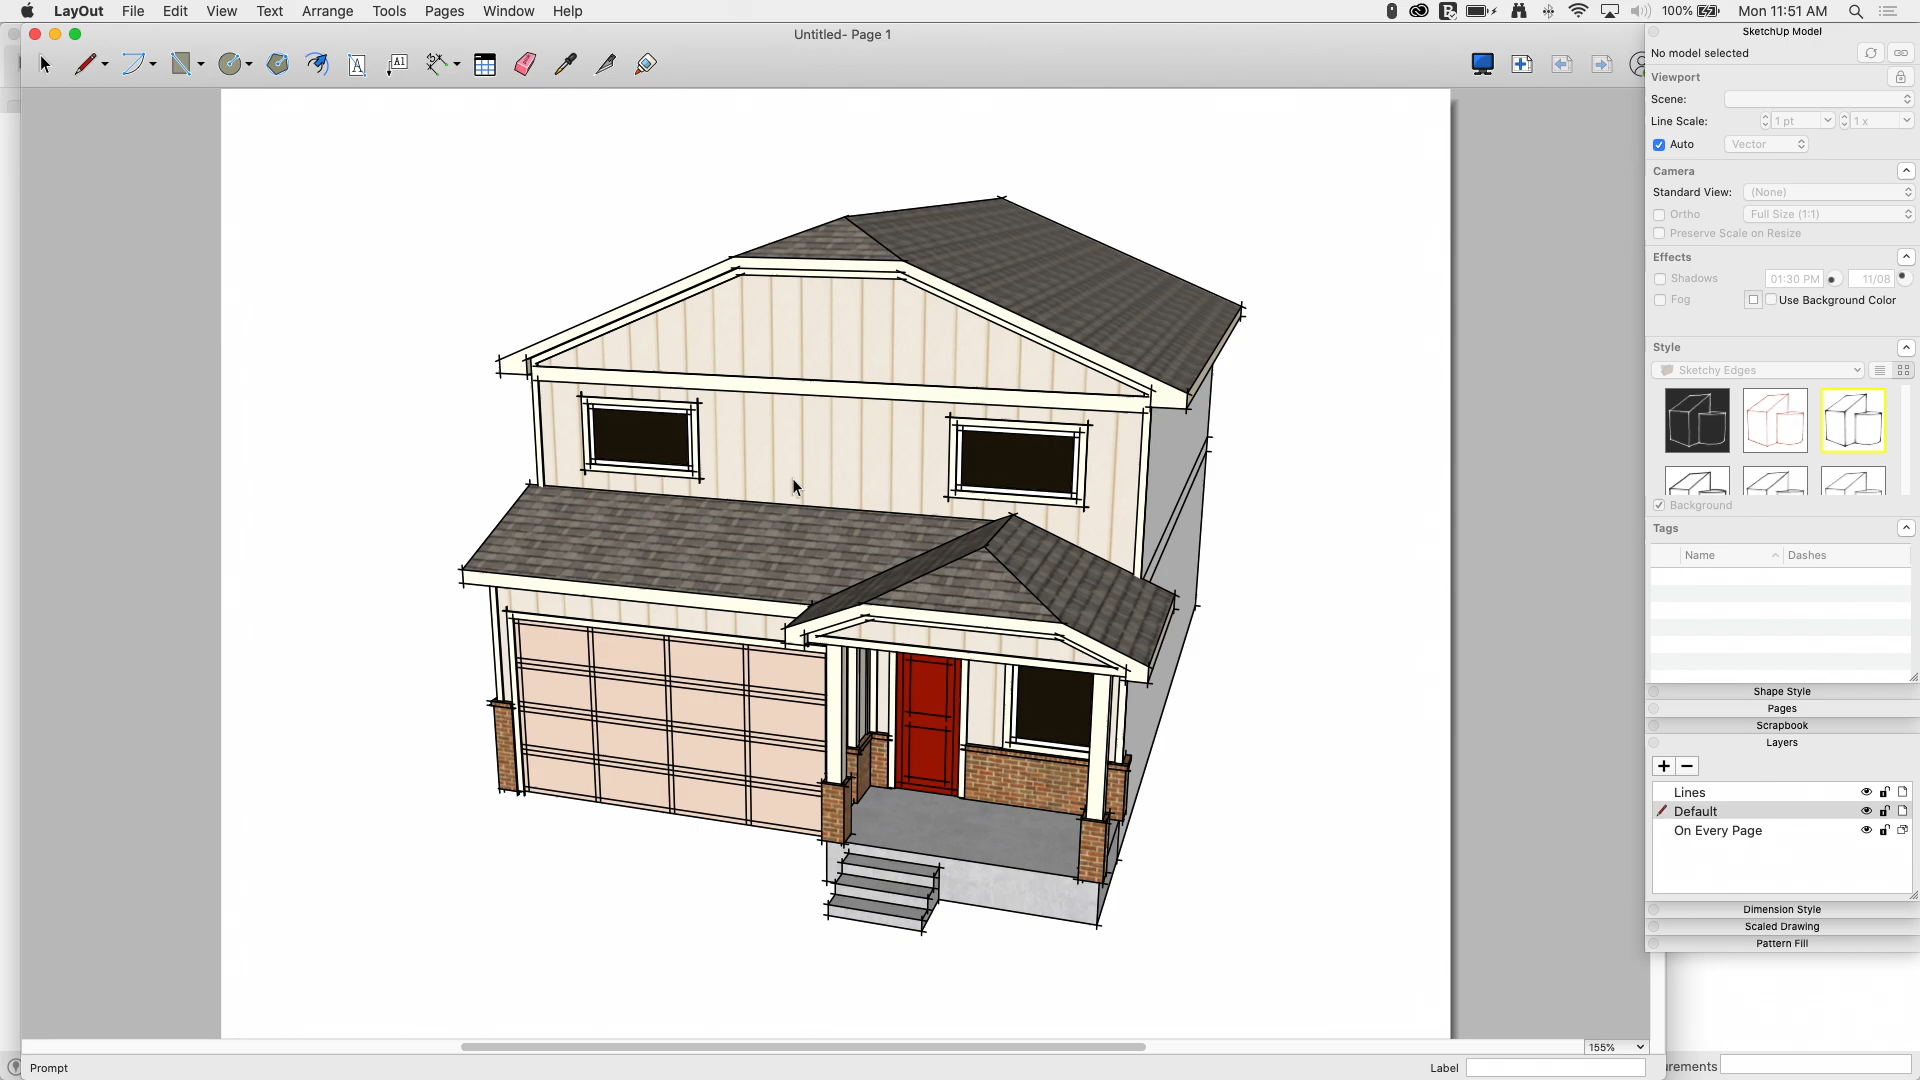 LayOut File Edit View Text Arrange Tools Pages Window Help
100% Mon 11:51 AM
Untitled- Page 1
SketchUp Model
No model selected
Viewport
Scene:
Line Scale: 1 pt 1 x
Auto Vector
Camera
Standard View: (None)
Ortho Full Size (1:1)
Preserve Scale on Resize
Effects
Shadows 01:30 PM 11/08
Fog Use Background Color
Style
Sketchy Edges
Background
Tags
Name Dashes
Shape Style
Pages
Scrapbook
Layers
Lines
Default
On Every Page
Dimension Style
Scaled Drawing
Pattern Fill
155%
Prompt
Label
urements